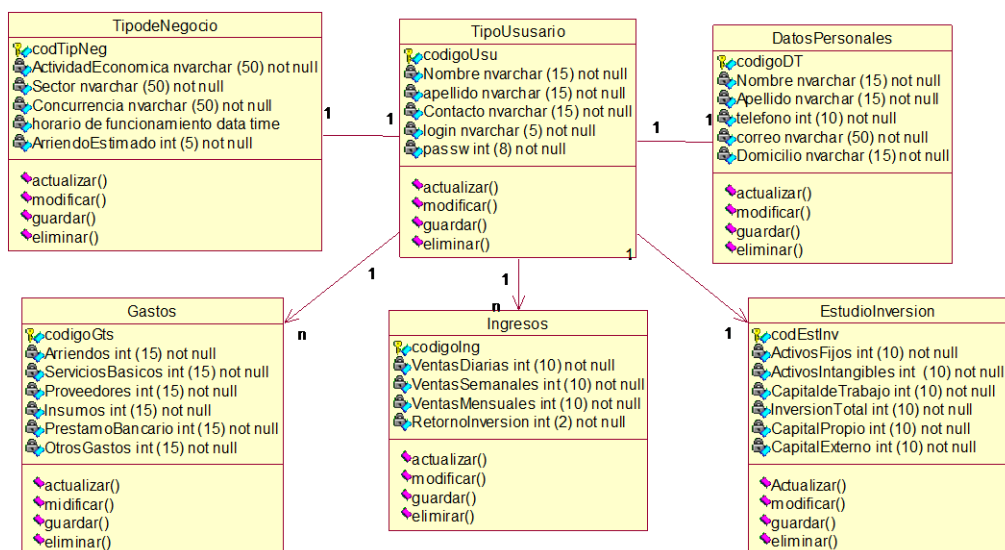 TipodeNegocio
codTipNeg
ActividadEconomica nvarchar (50) not null
Sector nvarchar (50) not null
Concurrencia nvarchar (50) not null
horario de funcionamiento data time
ArriendoEstimado int (5) not null
actualizar()
modificar()
guardar()
eliminar()
1
1
TipoUsusario
codigoUsu
Nombre nvarchar (15) not null
apellido nvarchar (15) not null
Contacto nvarchar (15) not null
login nvarchar (5) not null
passw int (8) not null
actualizar()
modificar()
guardar()
eliminar()
1
1
DatosPersonales
codigoDT
Nombre nvarchar (15) not null
Apellido nvarchar (15) not null
telefono int (10) not null
correo nvarchar (50) not null
Domicilio nvarchar (15) not null
actualizar()
modificar()
guardar()
eliminar()
1
n
1
n
1
1
Gastos
codigoGts
Arriendos int (15) not null
ServiciosBasicos int (15) not null
Proveedores int (15) not null
Insumos int (15) not null
PrestamoBancario int (15) not null
OtrosGastos int (15) not null
actualizar()
midificar()
guardar()
eliminar()
Ingresos
codigoIng
VentasDiarias int (10) not null
VentasSemanales int (10) not null
VentasMensuales int (10) not null
RetornoInversion int (2) not null
actualizar()
modificar()
guardar()
elimirar()
EstudioInversion
codEstInv
ActivosFijos int (10) not null
ActivosIntangibles int (10) not null
CapitaldeTrabajo int (10) not null
InversionTotal int (10) not null
CapitalPropio int (10) not null
CapitalExterno int (10) not null
Actualizar()
modificar()
guardar()
eliminar()